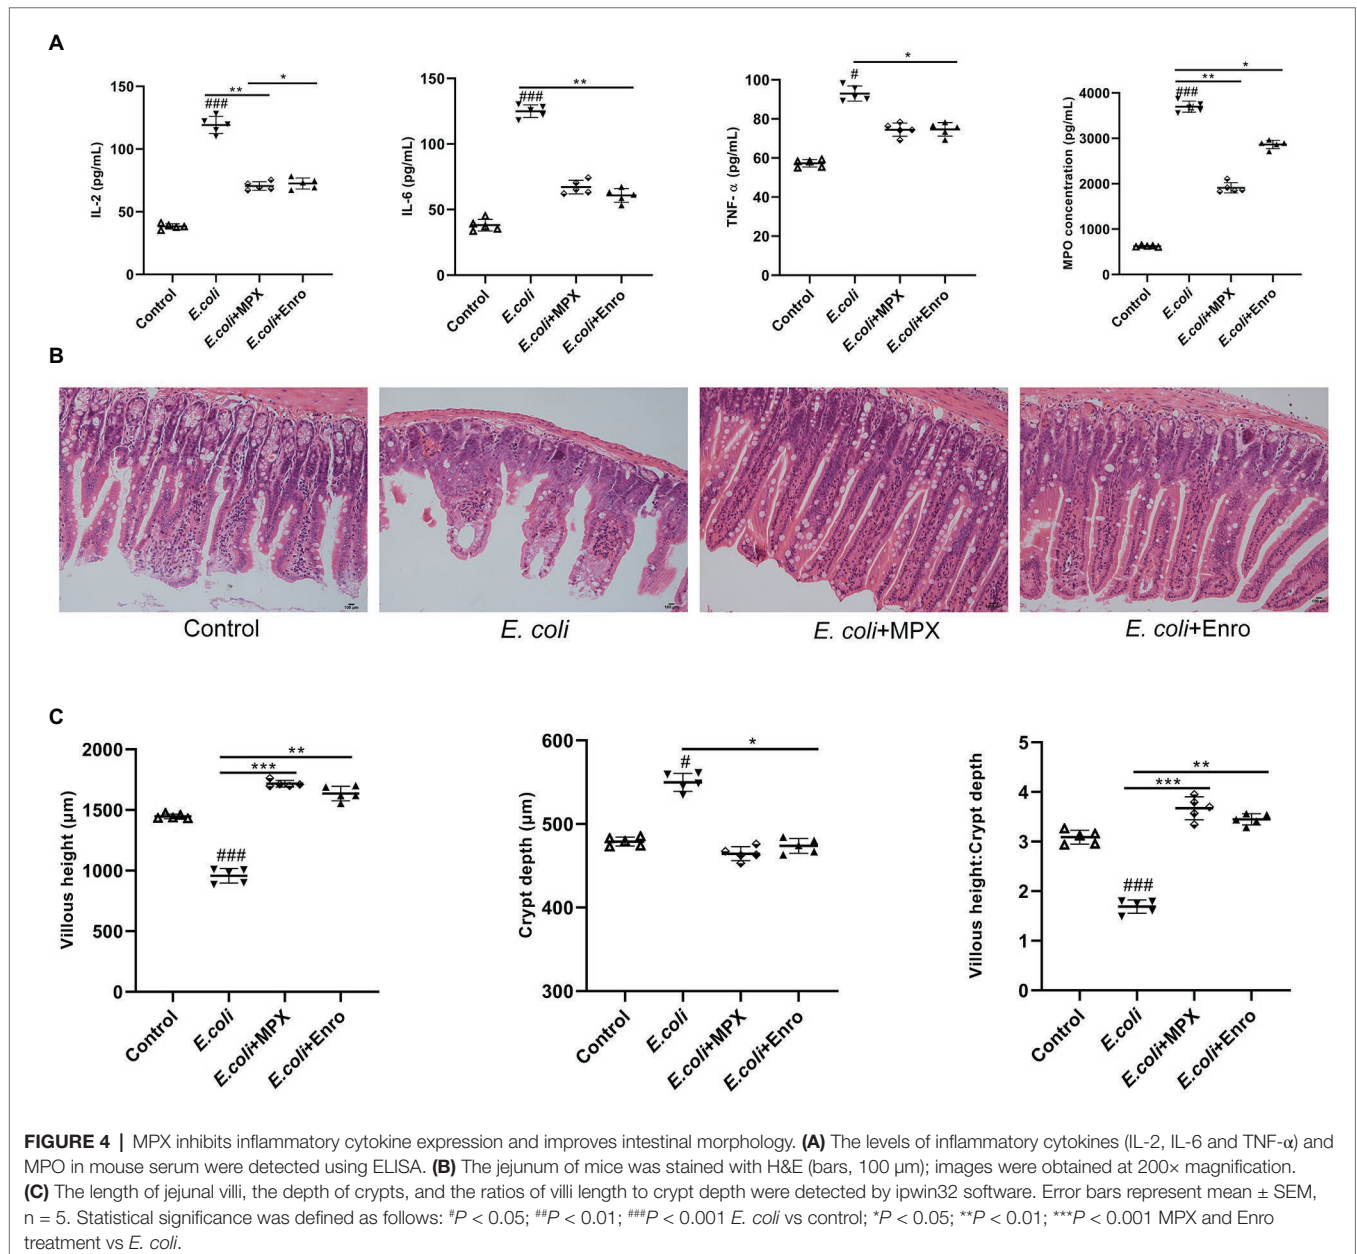 A
IL-2 (pg/mL)
150
100
50
0
###
**
*
Control
E.coli
E.coli+MPX
E.coli+Enro
IL-6 (pg/mL)
150
100
50
0
###
**
Control
E.coli
E.coli+MPX
E.coli+Enro
TNF- α (pg/mL)
100
80
60
40
20
0
#
*
Control
E.coli
E.coli+MPX
E.coli+Enro
MPO concentration (pg/mL)
4000
3000
2000
1000
0
###
**
*
Control
E.coli
E.coli+MPX
E.coli+Enro
B
100 μm
100 μm
100 μm
Control
E. coli
E. coli+MPX
E. coli+Enro
C
Villous height (μm)
2000
1500
1000
500
0
###
***
**
Control
E.coli
E.coli+MPX
E.coli+Enro
Crypt depth (μm)
600
500
400
300
#
*
Control
E.coli
E.coli+MPX
E.coli+Enro
Villous height:Crypt depth
5
4
3
2
1
0
###
***
**
Control
E.coli
E.coli+MPX
E.coli+Enro
FIGURE 4 | MPX inhibits inflammatory cytokine expression and improves intestinal morphology. (A) The levels of inflammatory cytokines (IL-2, IL-6 and TNF-α) and
MPO in mouse serum were detected using ELISA. (B) The jejunum of mice was stained with H&E (bars, 100 μm); images were obtained at 200× magnification.
(C) The length of jejunal villi, the depth of crypts, and the ratios of villi length to crypt depth were detected by ipwin32 software. Error bars represent mean ± SEM,
n = 5. Statistical significance was defined as follows: #P < 0.05; ##P < 0.01; ###P < 0.001 E. coli vs control; *P < 0.05; **P < 0.01; ***P < 0.001 MPX and Enro
treatment vs E. coli.